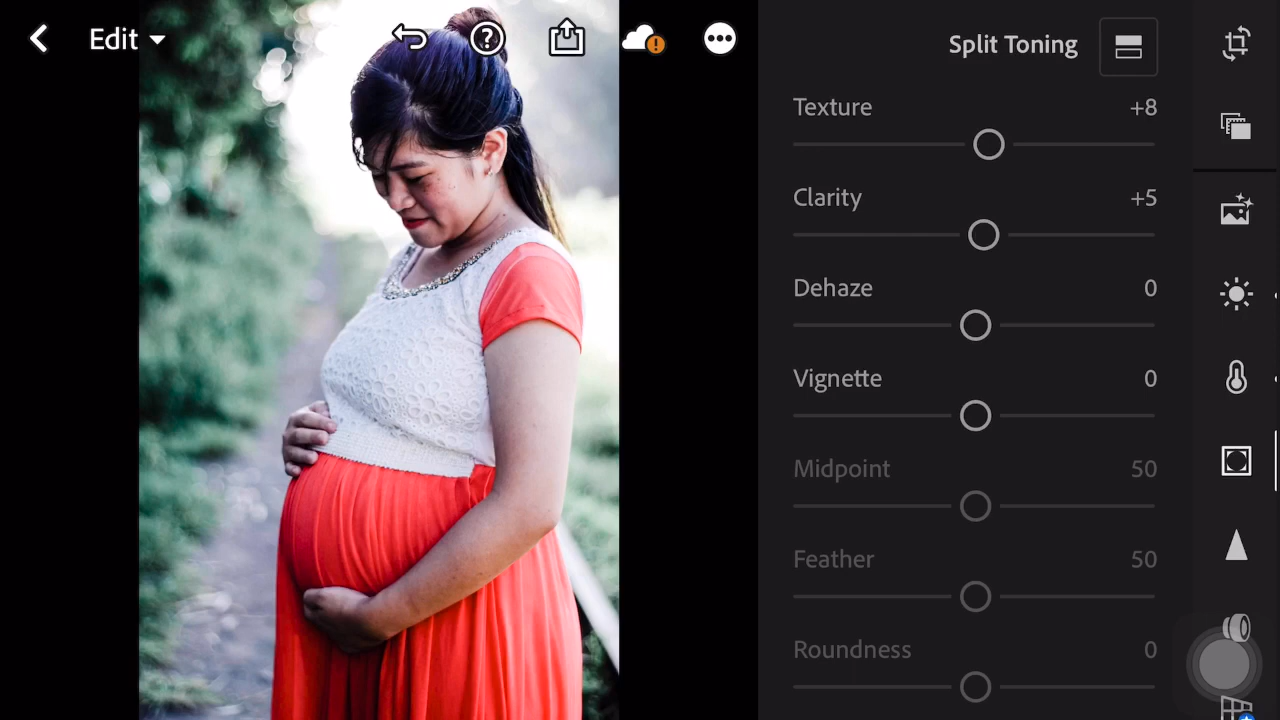 Edit
Split Toning
Texture +8
Clarity +5
Dehaze 0
Vignette 0
Midpoint 50
Feather 50
Roundness 0